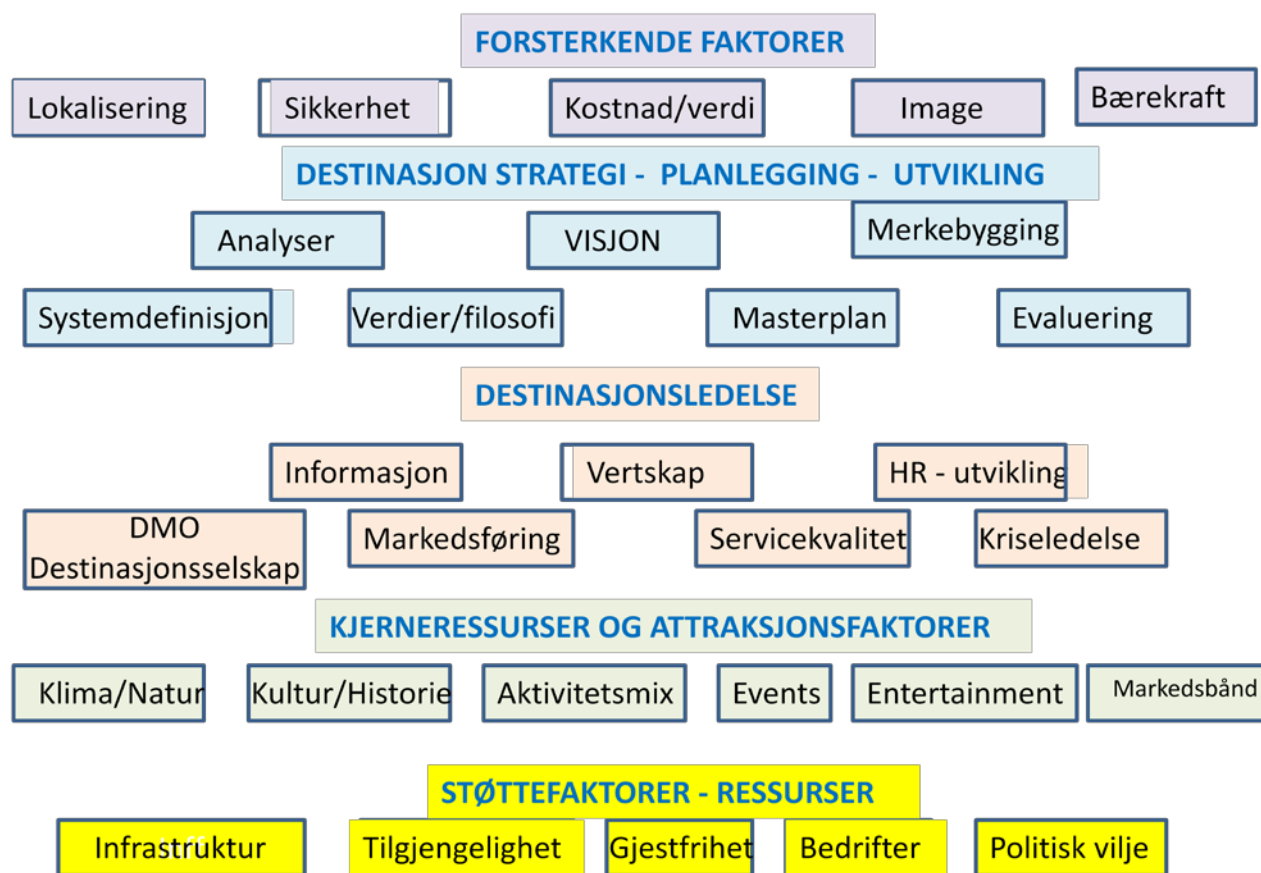 FORSTERKENDE FAKTORER
Lokalisering
Sikkerhet
Kostnad/verdi
Image
Bærekraft
DESTINASJON STRATEGI - PLANLEGGING - UTVIKLING
Analyser
VISJON
Merkebygging
Systemdefinisjon
Verdier/filosofi
Masterplan
Evaluering
DESTINASJONSLEDELSE
Informasjon
Vertskap
HR - utvikling
DMO
Destinasjonsselskap
Markedsføring
Servicekvalitet
Kriseledelse
KJERNERESSURSER OG ATTRAKSJONSFAKTORER
Klima/Natur
Kultur/Historie
Aktivitetsmix
Events
Entertainment
Markedsbånd
STØTTEFAKTORER - RESSURSER
Infrastruktur
Tilgjengelighet
Gjestfrihet
Bedrifter
Politisk vilje